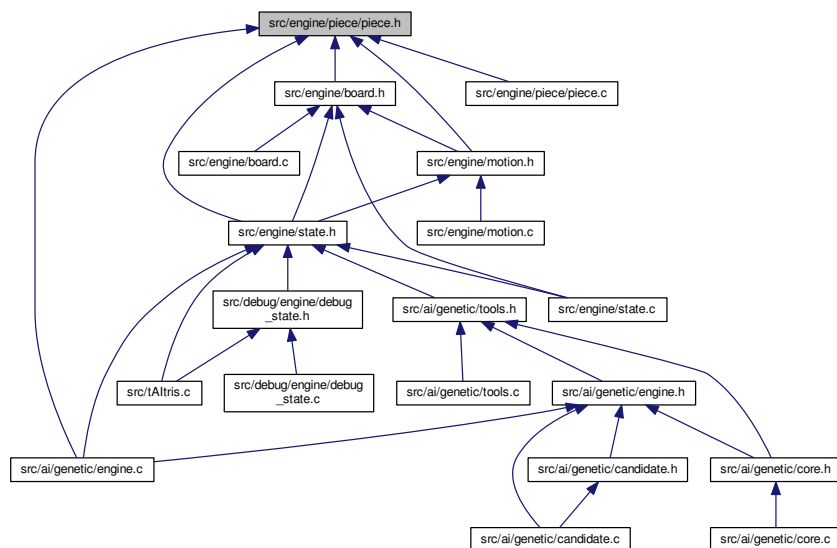 src/engine/piece/piece.h
src/engine/board.h
src/engine/piece/piece.c
src/engine/board.c
src/engine/motion.h
src/engine/state.h
src/engine/motion.c
src/debug/engine/debug
_state.h
src/ai/genetic/tools.h
src/engine/state.c
src/tAltris.c
src/debug/engine/debug
_state.c
src/ai/genetic/tools.c
src/ai/genetic/engine.h
src/ai/genetic/engine.c
src/ai/genetic/candidate.h
src/ai/genetic/core.h
src/ai/genetic/candidate.c
src/ai/genetic/core.c